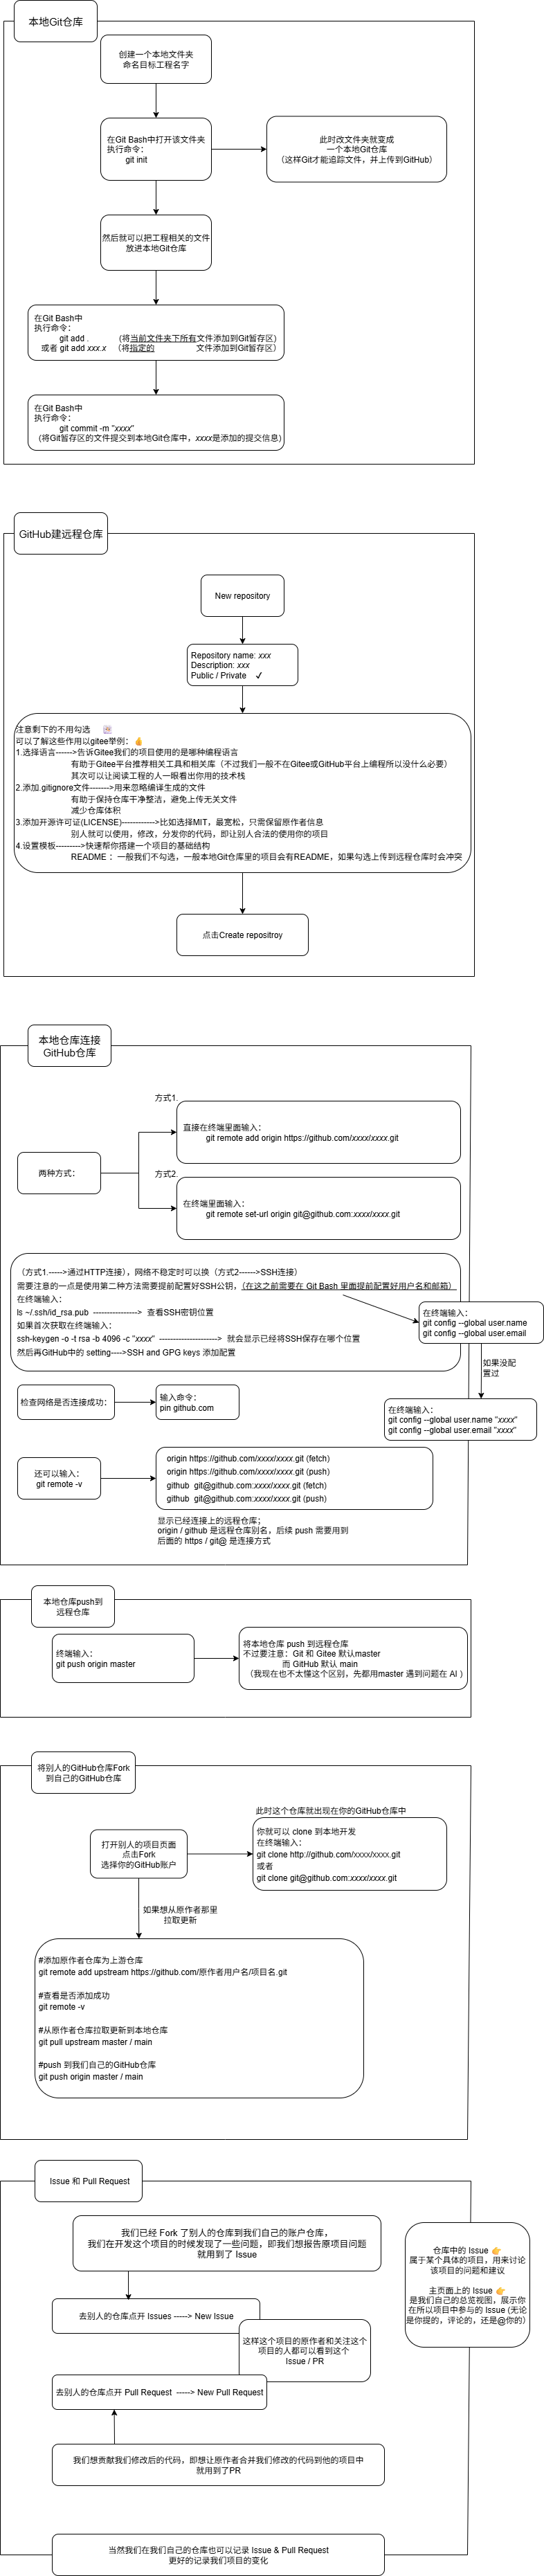 本地Git仓库
创建一个本地文件夹
命名目标工程名字
在Git Bash中打开该文件夹
执行命令：
git init
此时改文件夹就变成
一个本地Git仓库
（这样Git才能追踪文件，并上传到GitHub）
然后就可以把工程相关的文件
放进本地Git仓库
在Git Bash中
执行命令：
git add . (将当前文件夹下所有文件添加到Git暂存区)
或者 git add xxx.x （将指定的 文件添加到Git暂存区）
在Git Bash中
执行命令：
git commit -m "xxxx"
(将Git暂存区的文件提交到本地Git仓库中，xxxx是添加的提交信息)
GitHub建远程仓库
New repository
Repository name: xxx
Description: xxx
Public / Private ✓
注意剩下的不用勾选
可以了解这些作用以gitee举例：
1.选择语言------>告诉Gitee我们的项目使用的是哪种编程语言
有助于Gitee平台推荐相关工具和相关库（不过我们一般不在Gitee或GitHub平台上编程所以没什么必要）
其次可以让阅读工程的人一眼看出你用的技术栈
2.添加.gitignore文件------->用来忽略编译生成的文件
有助于保持仓库干净整洁，避免上传无关文件
减少仓库体积
3.添加开源许可证(LICENSE)------------>比如选择MIT，最宽松，只需保留原作者信息
别人就可以使用，修改，分发你的代码，即让别人合法的使用你的项目
4.设置模板--------->快速帮你搭建一个项目的基础结构
README： 一般我们不勾选，一般本地Git仓库里的项目会有README，如果勾选上传到远程仓库时会冲突
点击Create repositroy
本地仓库连接
GitHub仓库
两种方式：
方式1.
直接在终端里面输入：
git remote add origin https://github.com/xxxx/xxxx.git
方式2.
在终端里面输入：
git remote set-url origin git@github.com:xxxx/xxxx.git
（方式1.----->通过HTTP连接），网络不稳定时可以换（方式2------>SSH连接）
需要注意的一点是使用第二种方法需要提前配置好SSH公钥，（在这之前需要在 Git Bash 里面提前配置好用户名和邮箱）
在终端输入：
ls ~/.ssh/id_rsa.pub ----------------> 查看SSH密钥位置
如果首次获取在终端输入：
ssh-keygen -o -t rsa -b 4096 -c "xxxx" ---------------------> 就会显示已经将SSH保存在哪个位置
然后再GitHub中的 setting---->SSH and GPG keys 添加配置
在终端输入：
git config --global user.name
git config --global user.email
如果没配
置过
在终端输入：
git config --global user.name "xxxx"
git config --global user.email "xxxx"
检查网络是否连接成功：
输入命令：
pin github.com
还可以输入：
git remote -v
origin https://github.com/xxxx/xxxx.git (fetch）
origin https://github.com/xxxx/xxxx.git (push）
github git@github.com:xxxx/xxxx.git (fetch)
github git@github.com:xxxx/xxxx.git (push)
显示已经连接上的远程仓库；
origin / github 是远程仓库别名，后续 push 需要用到
后面的 https / git@ 是连接方式
本地仓库push到
远程仓库
终端输入：
git push origin master
将本地仓库 push 到远程仓库
不过要注意：Git 和 Gitee 默认master
而 GitHub 默认 main
（我现在也不太懂这个区别，先都用master 遇到问题在 AI ）
将别人的GitHub仓库Fork
到自己的GitHub仓库
打开别人的项目页面
点击Fork
选择你的GitHub账户
此时这个仓库就出现在你的GitHub仓库中
你就可以 clone 到本地开发
在终端输入：
git clone http://github.com/xxxx/xxxx.git
或者
git clone git@github.com:xxxx/xxxx.git
如果想从原作者那里
拉取更新
#添加原作者仓库为上游仓库
git remote add upstream https://github.com/原作者用户名/项目名.git
#查看是否添加成功
git remote -v
#从原作者仓库拉取更新到本地仓库
git pull upstream master / main
#push 到我们自己的GitHub仓库
git push origin master / main
Issue 和 Pull Request
我们已经 Fork 了别人的仓库到我们自己的账户仓库，
我们在开发这个项目的时候发现了一些问题，即我们想报告原项目问题
就用到了 Issue
仓库中的 Issue 👉
属于某个具体的项目，用来讨论
该项目的问题和建议
主页面上的 Issue 👉
是我们自己的总览视图，展示你
在所以项目中参与的 Issue (无论
是你提的，评论的，还是@你的）
去别人的仓库点开 Issues -----> New Issue
这样这个项目的原作者和关注这个
项目的人都可以看到这个
Issue / PR
去别人的仓库点开 Pull Request -----> New Pull Request
我们想贡献我们修改后的代码，即想让原作者合并我们修改的代码到他的项目中
就用到了PR
当然我们在我们自己的仓库也可以记录 Issue & Pull Request
更好的记录我们项目的变化